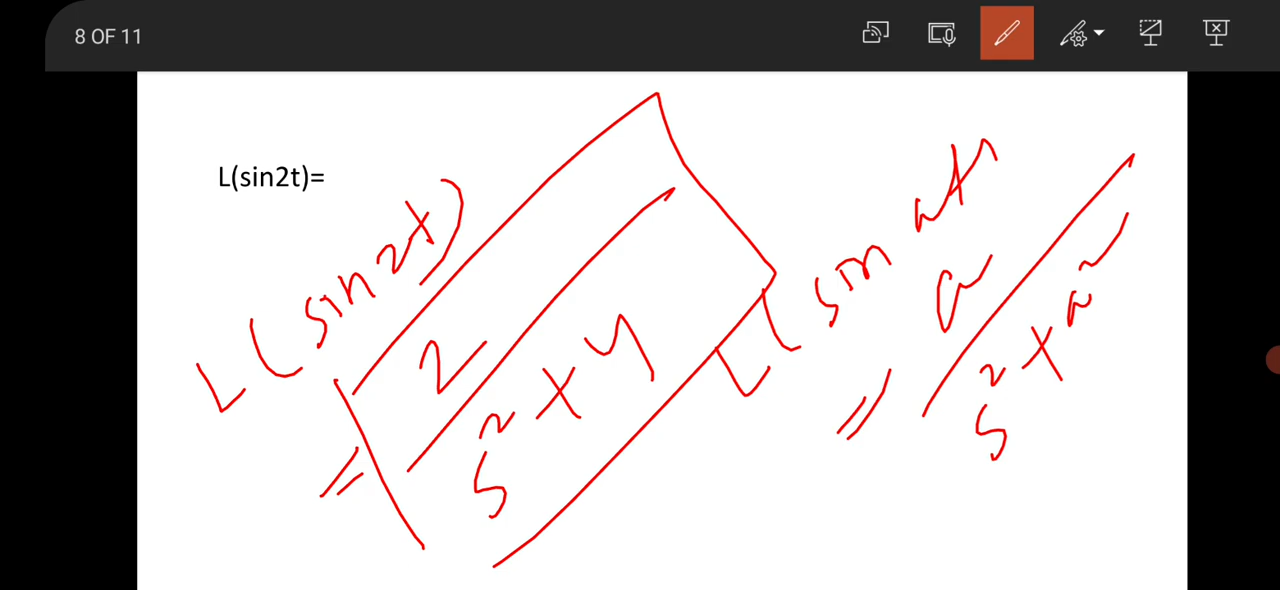 8 OF 11
L(sin2t)=
L(sin2t)
= 2
s² + 4
L(sin at)
= a
s² + a²